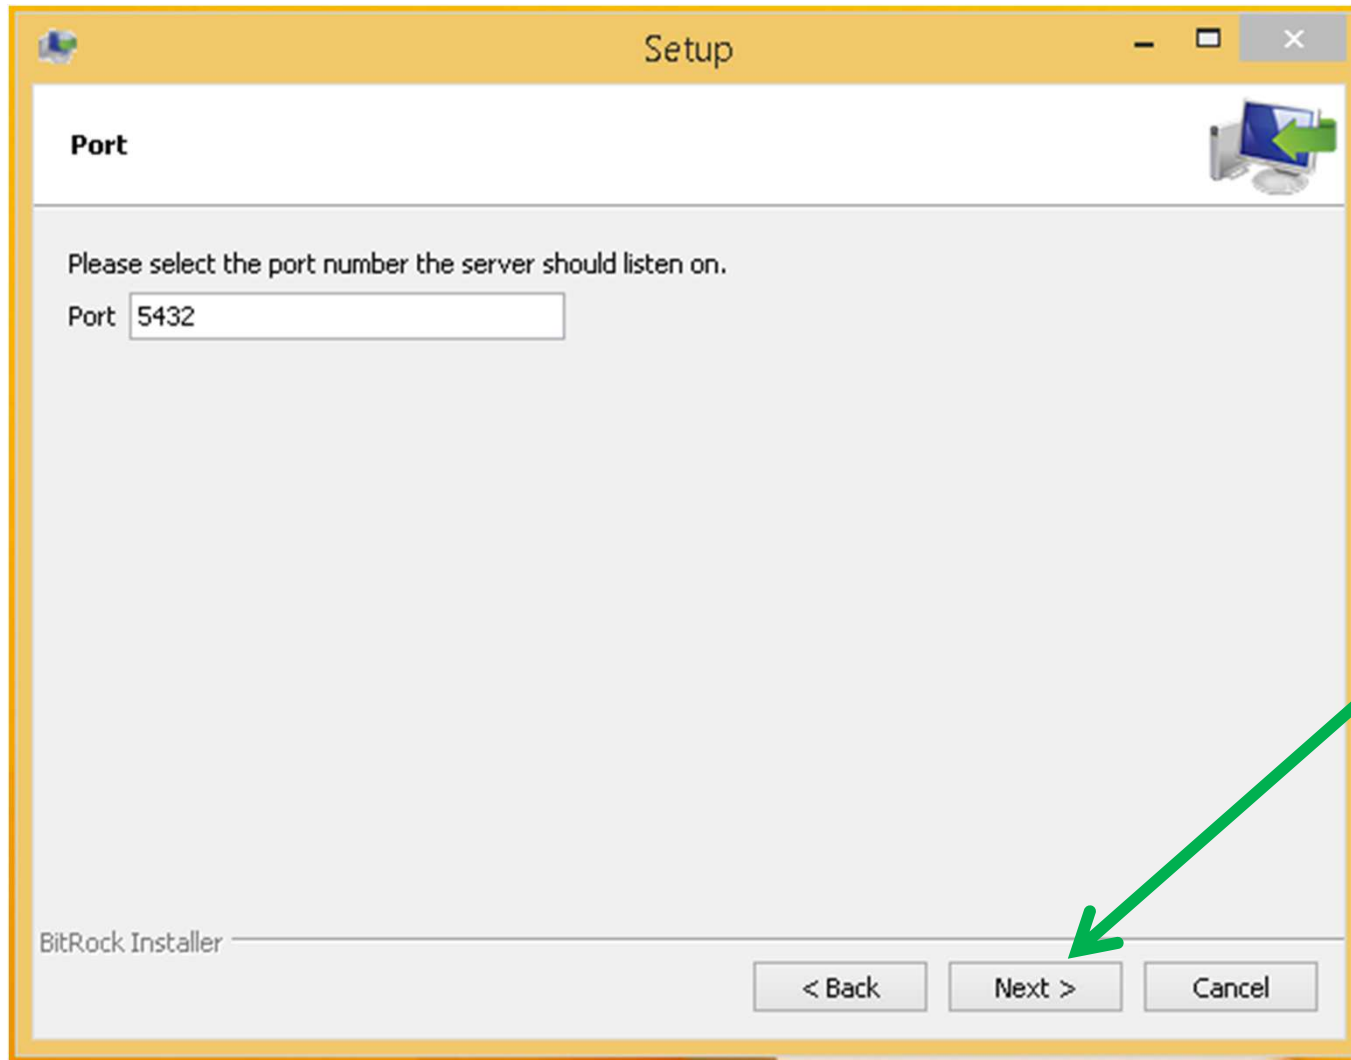 Setup
Port
Please select the port number the server should listen on.
Port 5432
BitRock Installer
< Back Next > Cancel